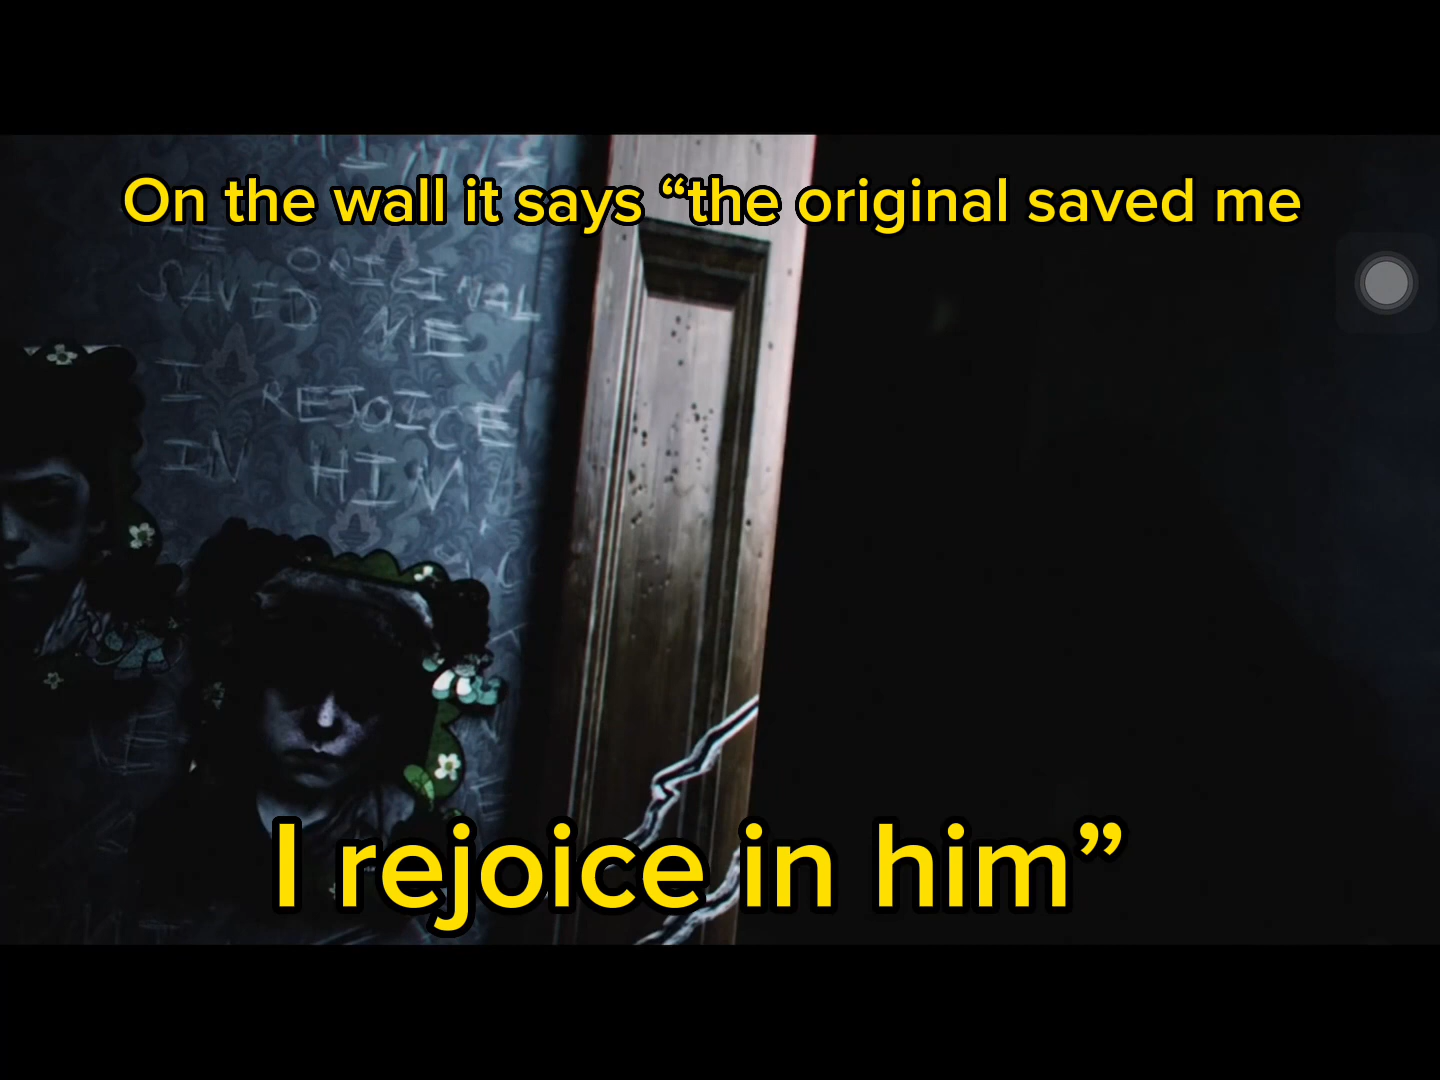 On the wall it says “the original saved me
ORIGINAL
SAVED ME
I REJOICE
IN HIM
I rejoice in him”